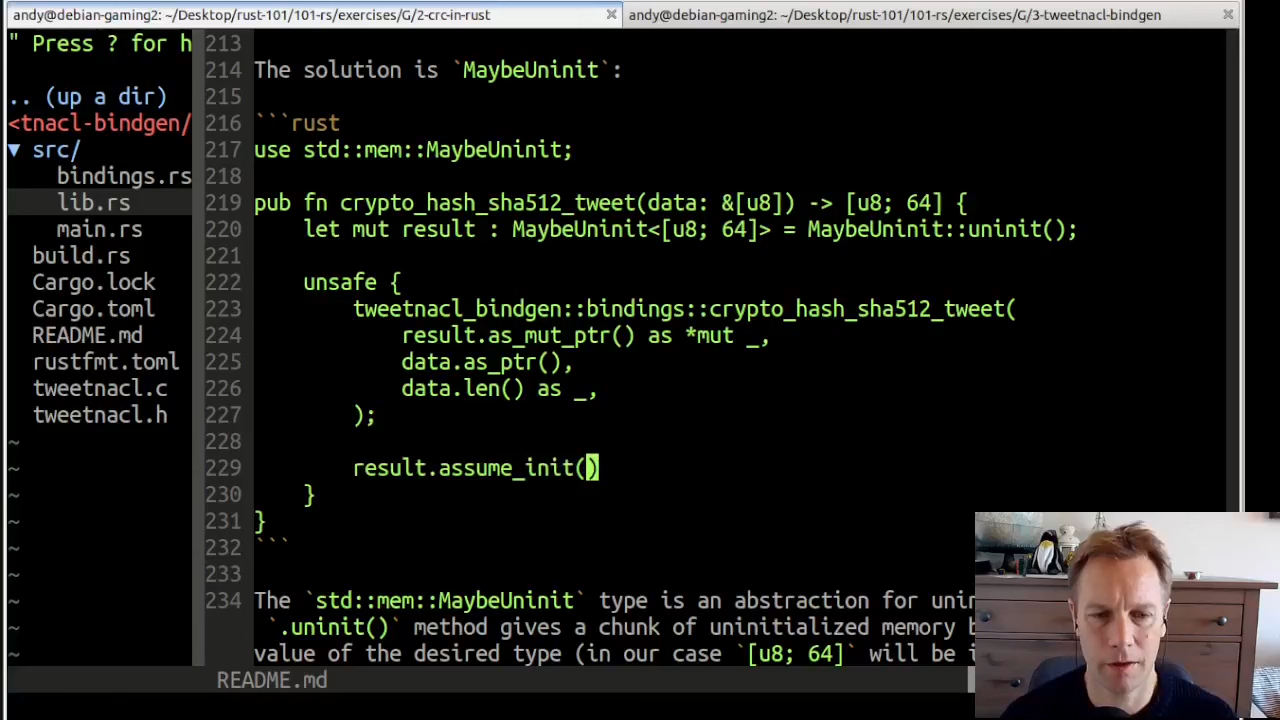 andy@debian-gaming2: ~/Desktop/rust-101/101-rs/exercises/G/2-crc-in-rust
andy@debian-gaming2: ~/Desktop/rust-101/101-rs/exercises/G/3-tweetnacl-bindgen
" Press ? for h
.. (up a dir)
<tnacl-bindgen/
▼ src/
bindings.rs
lib.rs
main.rs
build.rs
Cargo.lock
Cargo.toml
README.md
rustfmt.toml
tweetnacl.c
tweetnacl.h
~
~
~
~
~
~
~
~
~
213
214 The solution is `MaybeUninit`:
215
216 ```rust
217 use std::mem::MaybeUninit;
218
219 pub fn crypto_hash_sha512_tweet(data: &[u8]) -> [u8; 64] {
220     let mut result : MaybeUninit<[u8; 64]> = MaybeUninit::uninit();
221
222     unsafe {
223         tweetnacl_bindgen::bindings::crypto_hash_sha512_tweet(
224             result.as_mut_ptr() as *mut _,
225             data.as_ptr(),
226             data.len() as _,
227         );
228
229         result.assume_init()
230     }
231 }
232 ```
233
234 The `std::mem::MaybeUninit` type is an abstraction for unin
`.uninit()` method gives a chunk of uninitialized memory b
value of the desired type (in our case `[u8; 64]` will be i
README.md